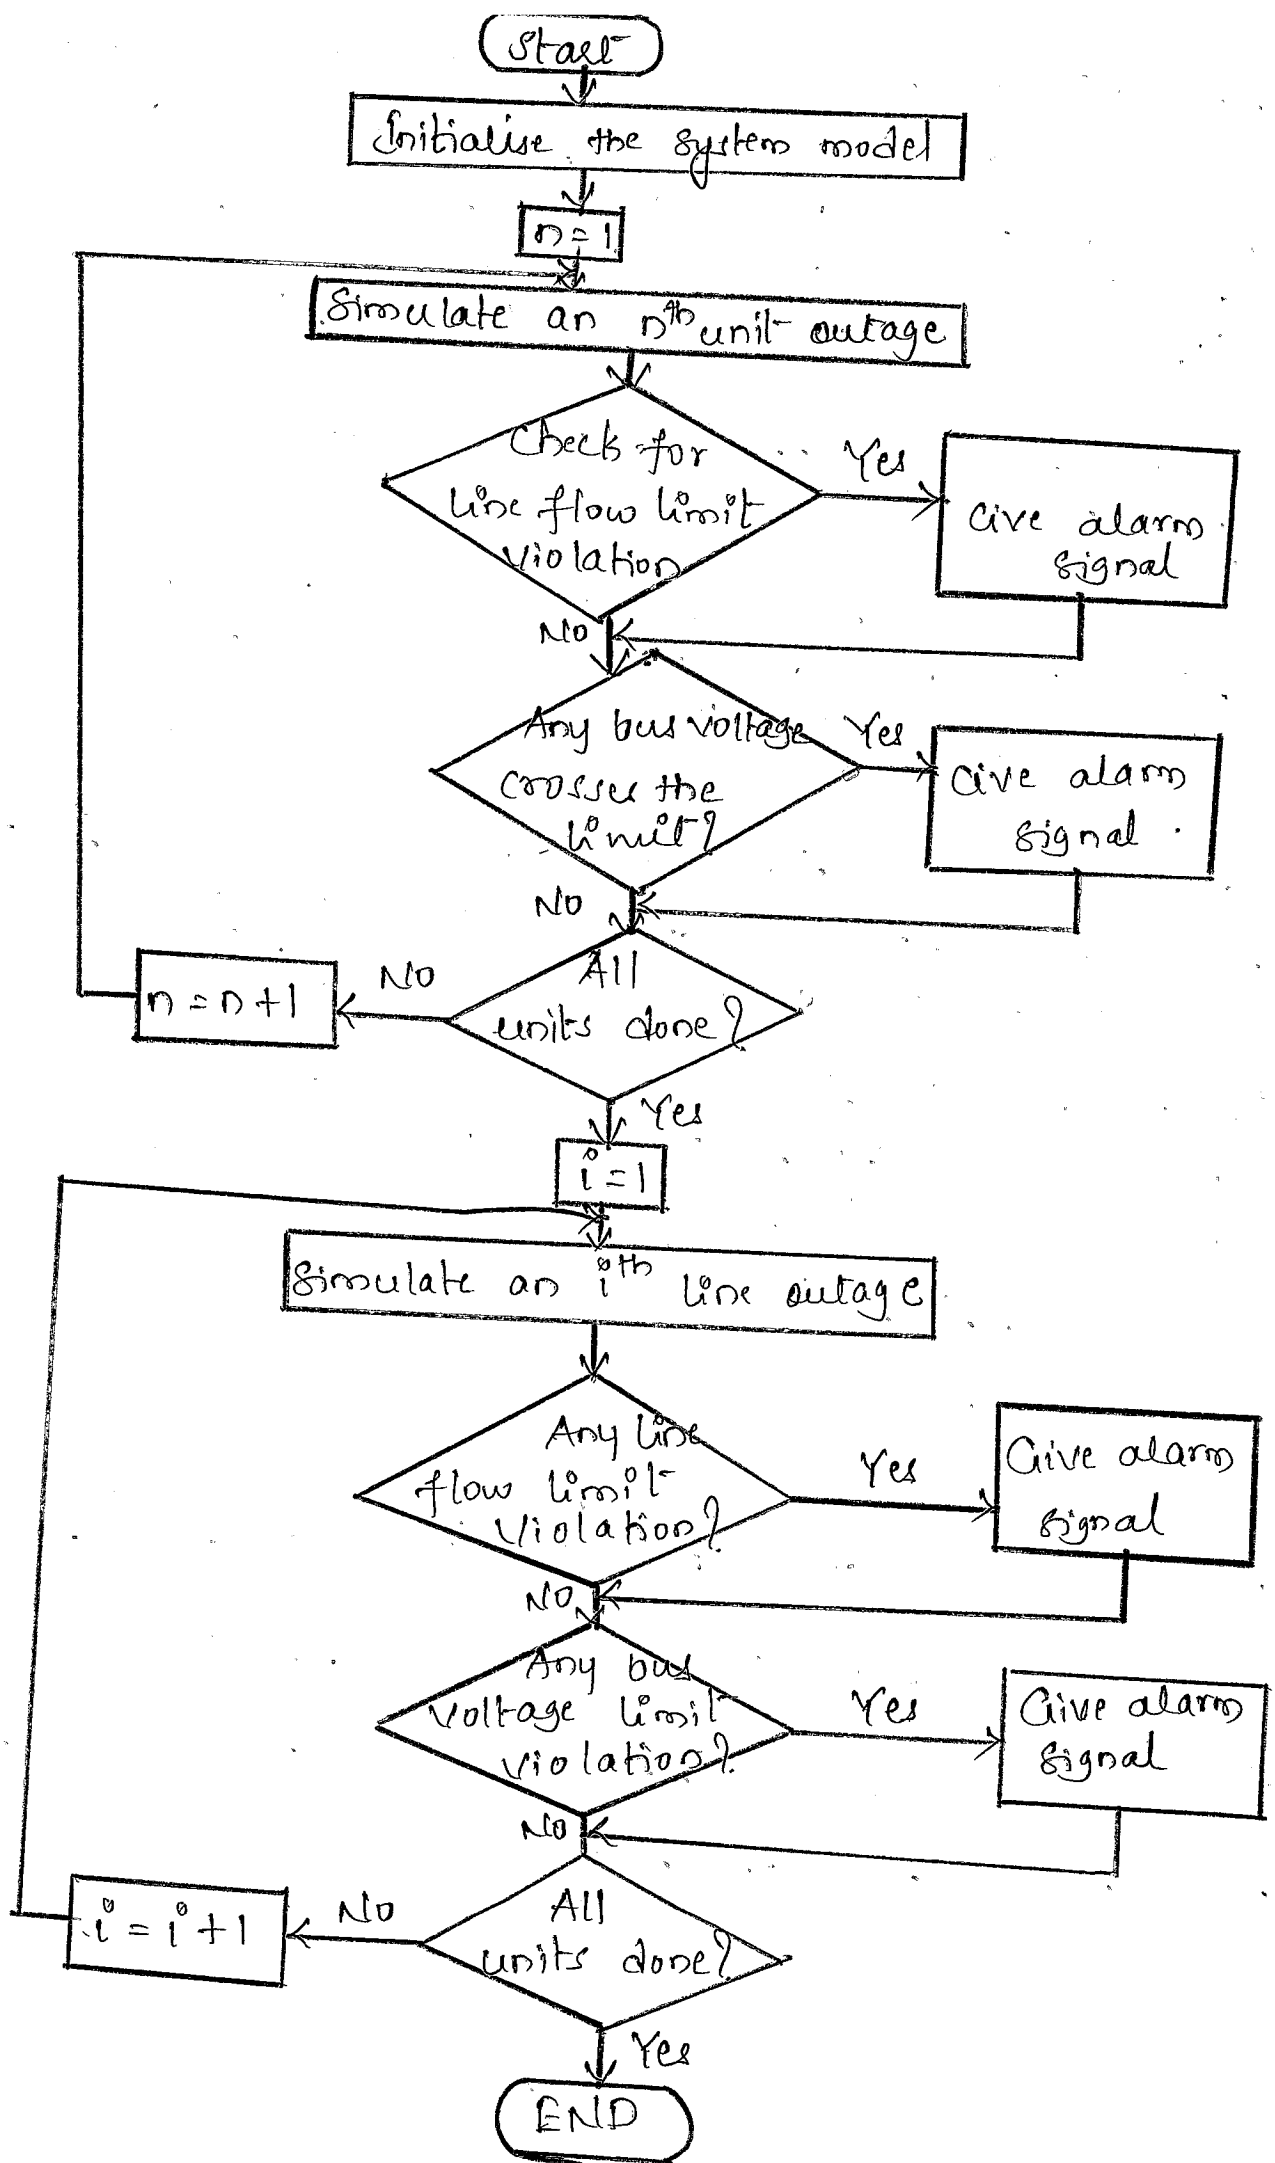 Start
Initialise the system model
n = 1
Simulate an nth unit outage
Check for
line flow limit
violation
Yes
Give alarm
signal
NO
Any bus voltage
crosses the
limit?
Yes
Give alarm
signal
NO
All
units done?
NO
n = n + 1
Yes
i = 1
Simulate an ith line outage
Any line
flow limit
violation?
Yes
Give alarm
signal
NO
Any bus
voltage limit
violation?
Yes
Give alarm
signal
NO
All
units done?
NO
i = i + 1
Yes
END